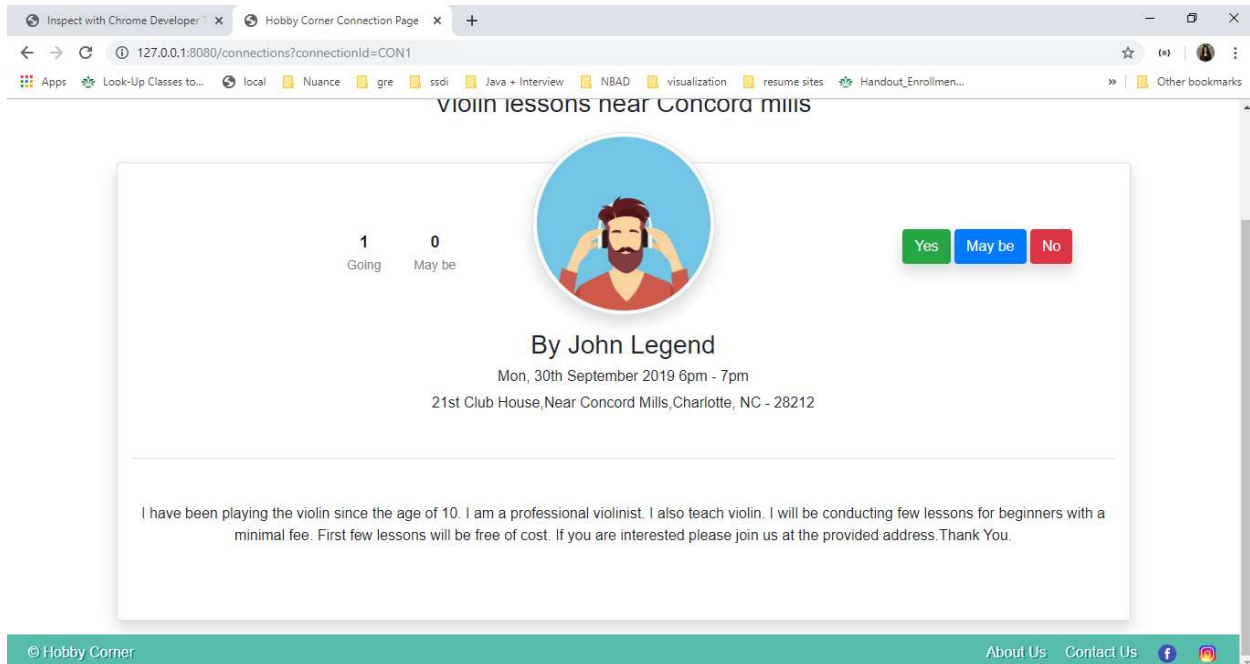 Inspect with Chrome Developer T
Hobby Corner Connection Page
127.0.0.1:8080/connections?connectionId=CON1
Apps Look-Up Classes to... local Nuance gre ssdi Java + Interview NBAD visualization resume sites Handout_Enrollmen... » Other bookmarks
Violin lessons near Concord mills
1 0
Going May be
Yes May be No
By John Legend
Mon, 30th September 2019 6pm - 7pm
21st Club House,Near Concord Mills,Charlotte, NC - 28212
I have been playing the violin since the age of 10. I am a professional violinist. I also teach violin. I will be conducting few lessons for beginners with a
minimal fee. First few lessons will be free of cost. If you are interested please join us at the provided address.Thank You.
© Hobby Corner About Us Contact Us